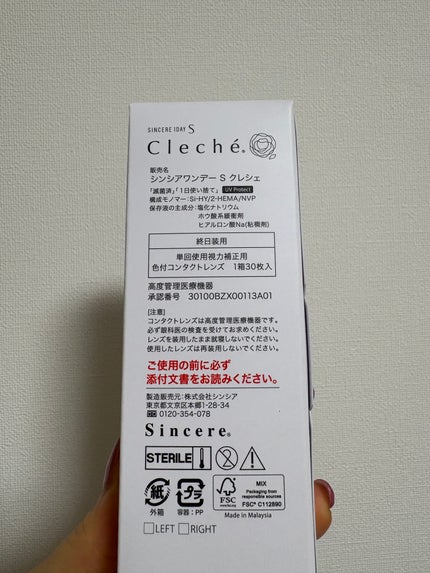 SINCERE 1DAY S
Cleché®
販売名
シンシアワンデー S クレシェ
「滅菌済」「1日使い捨て」 UV Protect
構成モノマー:Si-HY/2-HEMA/NVP
保存液の主成分:塩化ナトリウム
ホウ酸系緩衝剤
ヒアルロン酸Na(粘稠剤)
終日装用
単回使用視力補正用
色付コンタクトレンズ 1箱30枚入
高度管理医療機器
承認番号 30100BZX00113A01
[注意]
コンタクトレンズは高度管理医療機器です。
必ず眼科医の検査を受けてお求めください。
レンズを装用したまま就寝しないでください。
使用したレンズは再装用しないでください。
ご使用の前に必ず
添付文書をお読みください。
製造販売元:株式会社シンシア
東京都文京区本郷1-28-34
0120-354-078
Sincere®
STERILE
2
紙
外箱
プラ
容器:PP
FSC
www.fsc.org
MIX
Packaging from
responsible sources
FSC® C112890
Made in Malaysia
□LEFT □RIGHT